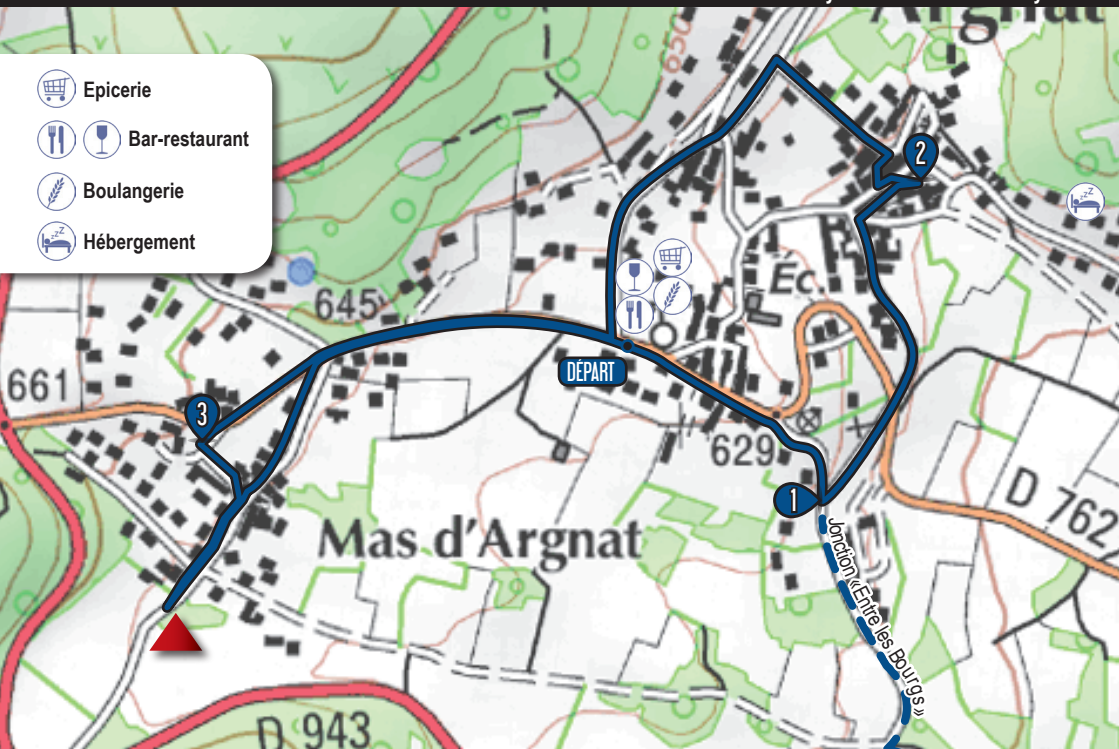 Argnat
650
Epicerie
Bar-restaurant
Boulangerie
Hébergement
2
Éc.
645
DÉPART
661
3
629
1
D 762
Mas d'Argnat
Jonction «Entre les Bourgs»
D 943